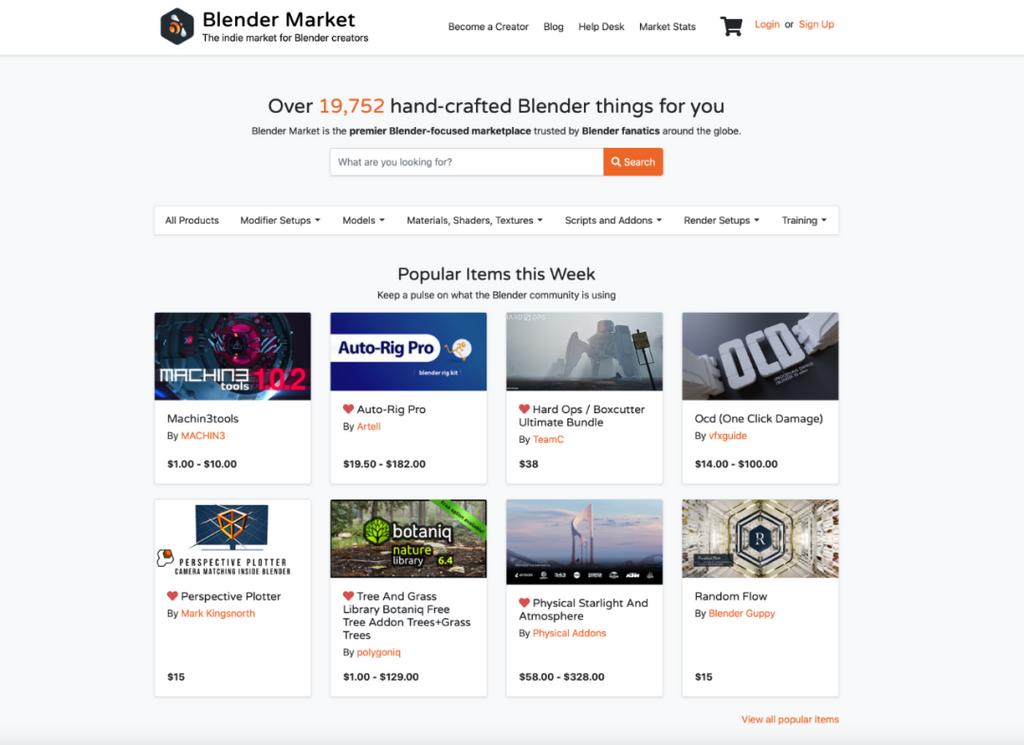 Blender Market
The indie market for Blender creators
Become a Creator Blog Help Desk Market Stats Login or Sign Up
Over 19,752 hand-crafted Blender things for you
Blender Market is the premier Blender-focused marketplace trusted by Blender fanatics around the globe.
What are you looking for? Search
All Products Modifier Setups Models Materials, Shaders, Textures Scripts and Addons Render Setups Training
Popular Items this Week
Keep a pulse on what the Blender community is using
MACHIN3
tools 10.2
Machin3tools
By MACHIN3
$1.00 - $10.00
Auto-Rig Pro
blender rig kit
Auto-Rig Pro
By Artell
$19.50 - $182.00
HARD OPS
Hard Ops / Boxcutter
Ultimate Bundle
By TeamC
$38
OCD
Ocd (One Click Damage)
By vfxguide
$14.00 - $100.00
PERSPECTIVE PLOTTER
CAMERA MATCHING INSIDE BLENDER
Perspective Plotter
By Mark Kingsnorth
$15
botaniq
nature
library 6.4
Tree And Grass
Library Botaniq Free
Tree Addon Trees+Grass
Trees
By polygoniq
$1.00 - $129.00
Physical Starlight And
Atmosphere
By Physical Addons
$58.00 - $328.00
R
Random Flow
Random Flow
By Blender Guppy
$15
View all popular items